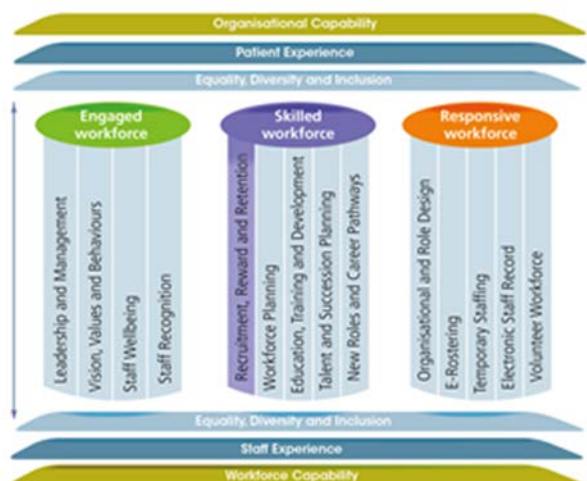 Organisational Capability
Patient Experience
Equality, Diversity and Inclusion
Engaged
workforce
Leadership and Management
Vision, Values and Behaviours
Staff Wellbeing
Staff Recognition
Skilled
workforce
Recruitment, Reward and Retention
Workforce Planning
Education, Training and Development
Talent and Succession Planning
New Roles and Career Pathways
Responsive
workforce
Organisational and Role Design
E-Rostering
Temporary Staffing
Electronic Staff Record
Volunteer Workforce
Equality, Diversity and Inclusion
Staff Experience
Workforce Capability